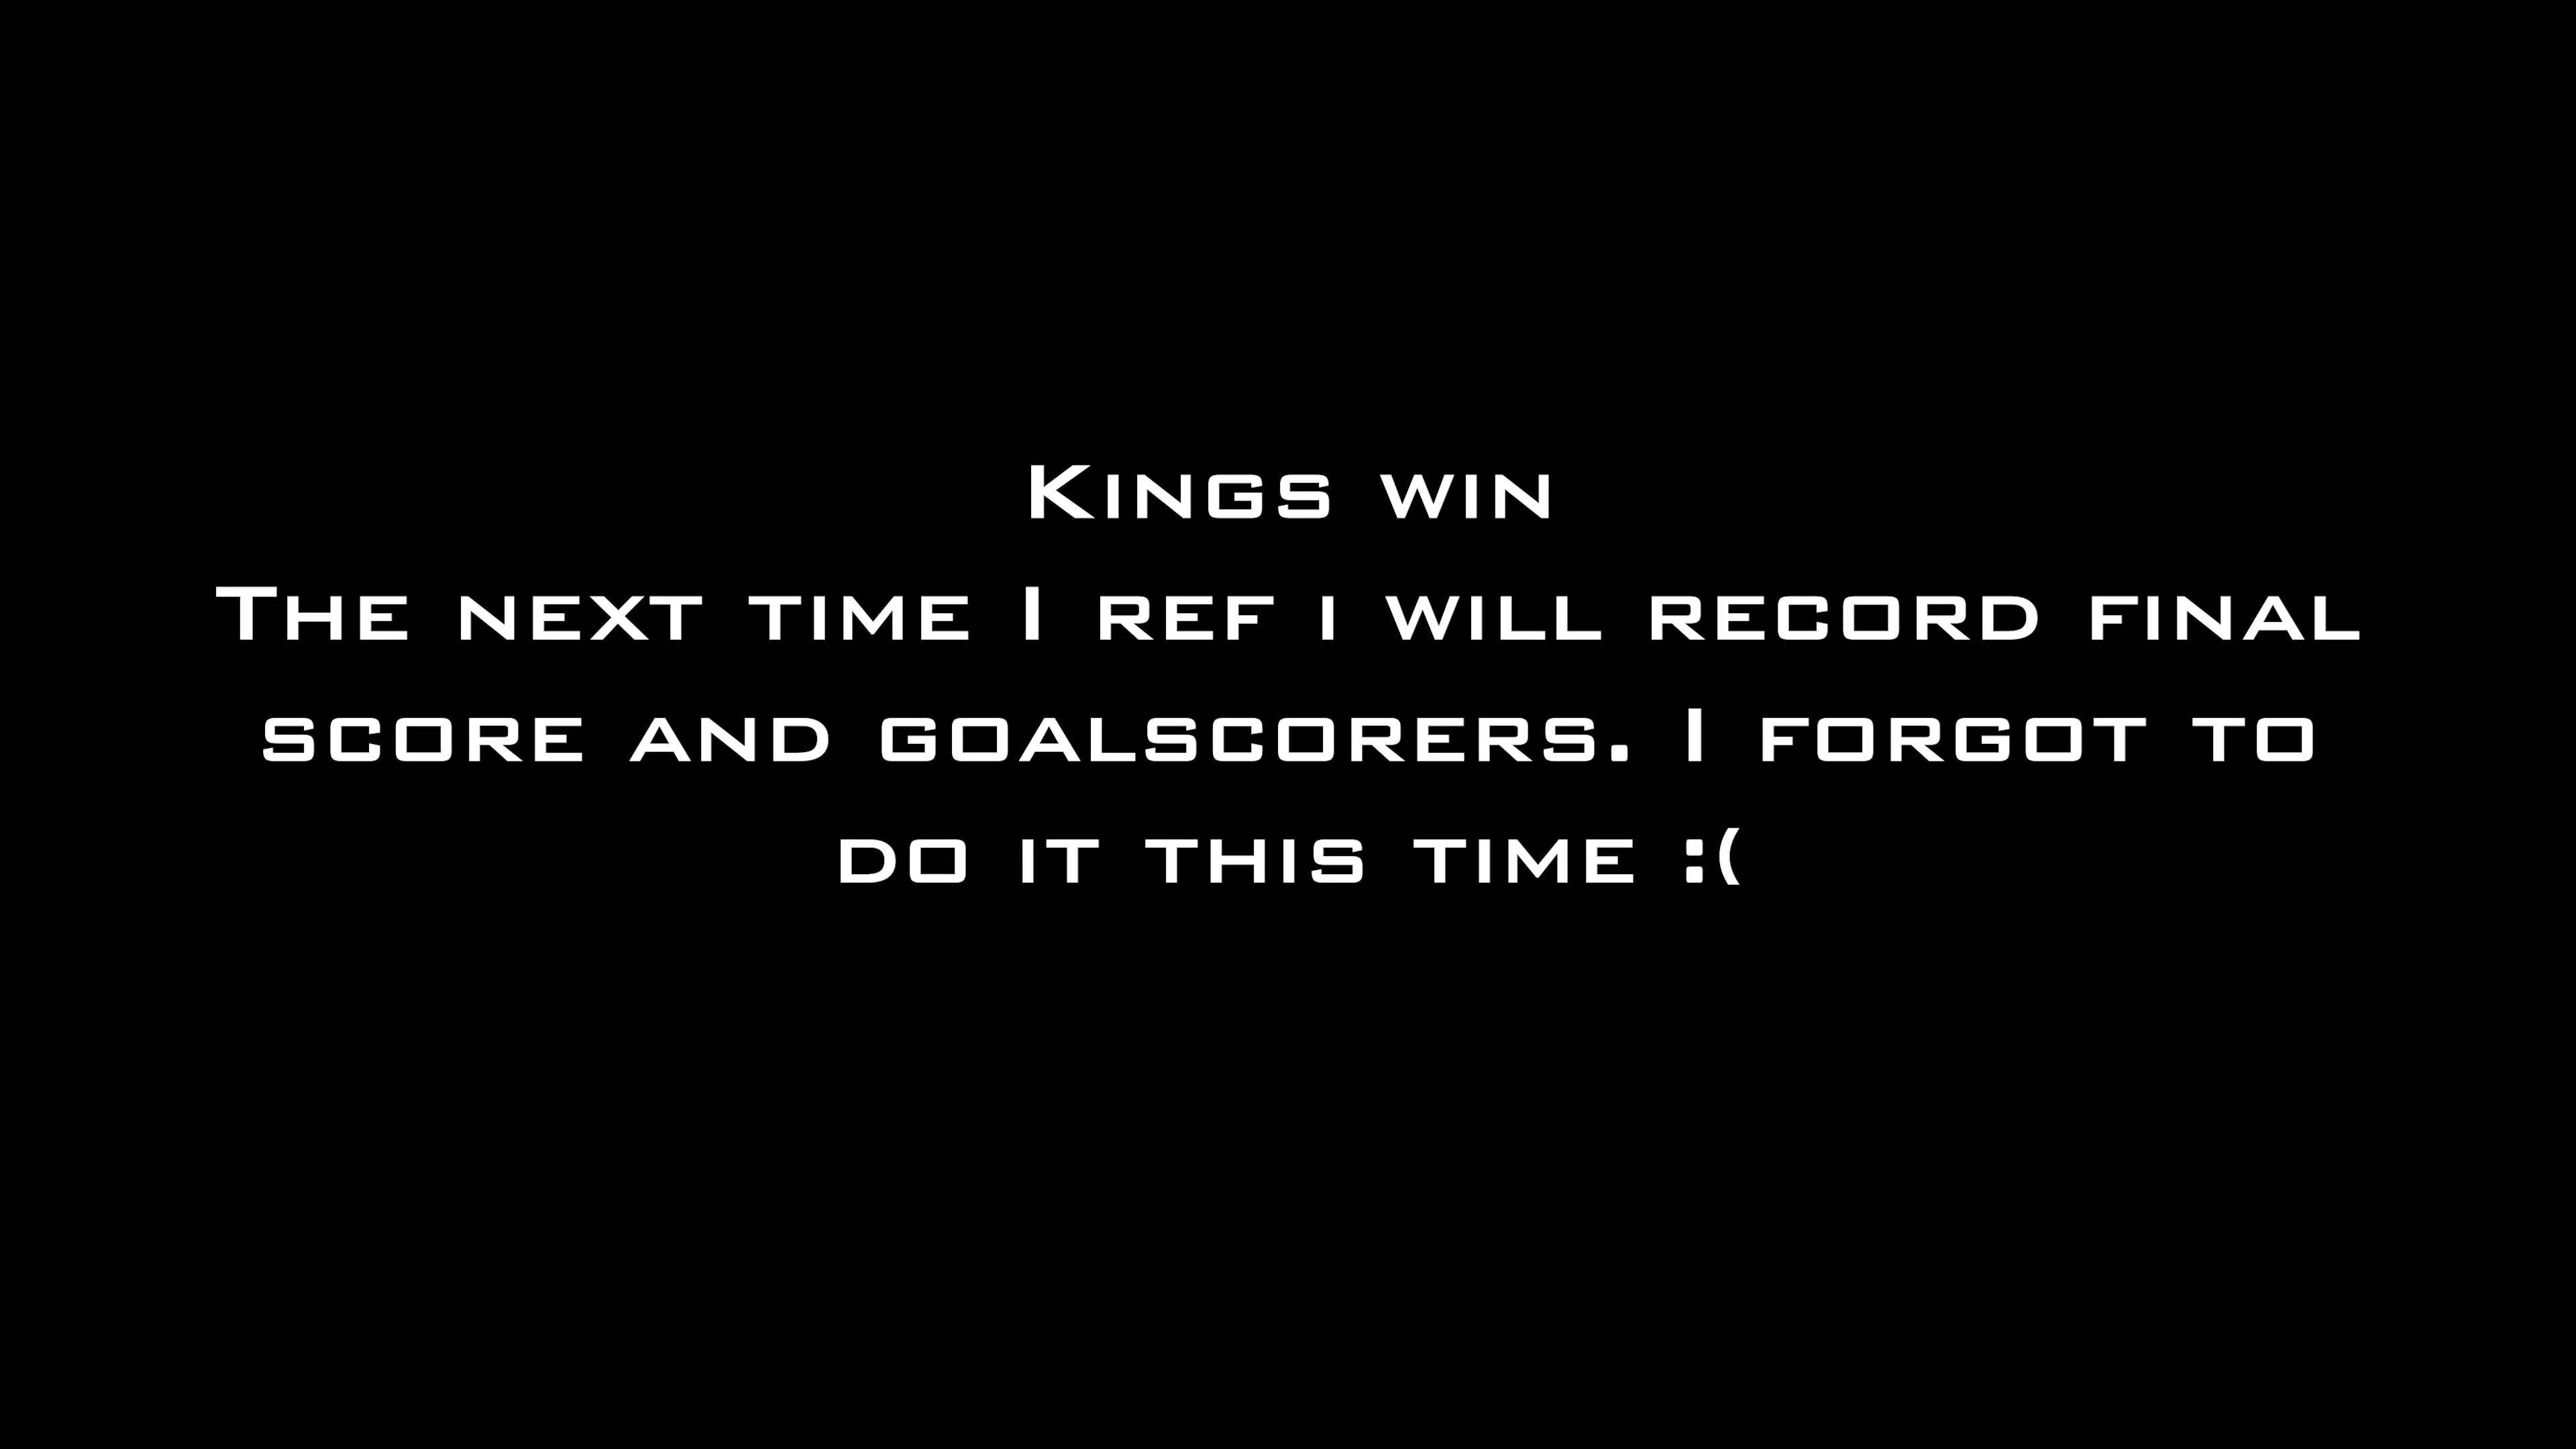 Kings win
The next time I ref i will record final
score and goalscorers. I forgot to
do it this time :(